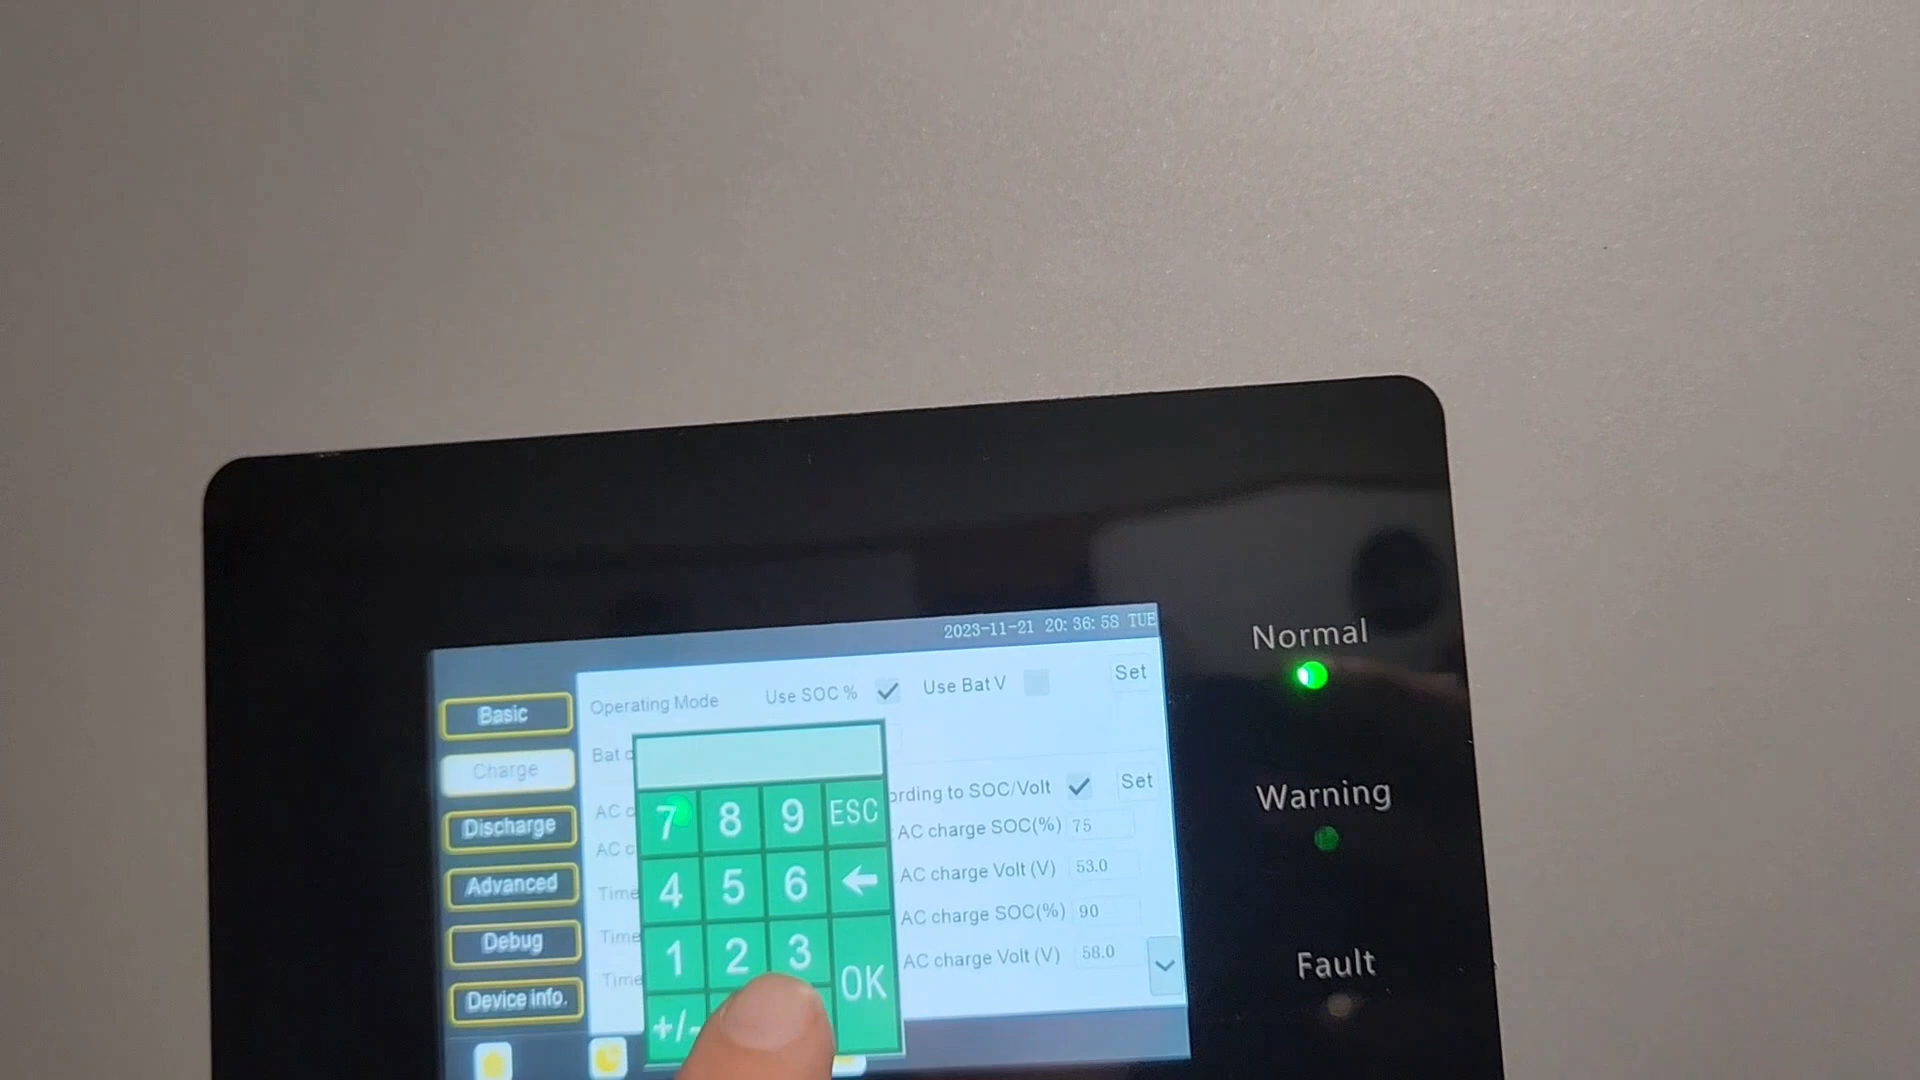 2023-11-21 20:36:58 TUE
Normal
Basic
Operating Mode Use SOC % Use Bat V Set
Charge
Bat
Warning
Discharge
AC
to SOC/Volt Set
7 8 9 ESC
AC charge SOC(%) 75
AC
4 5 6
AC charge Volt (V) 53.0
Advanced
Time
AC charge SOC(%) 90
Debug
Time
1 2 3 OK
AC charge Volt (V) 58.0
Fault
Device info.
Time
+/-